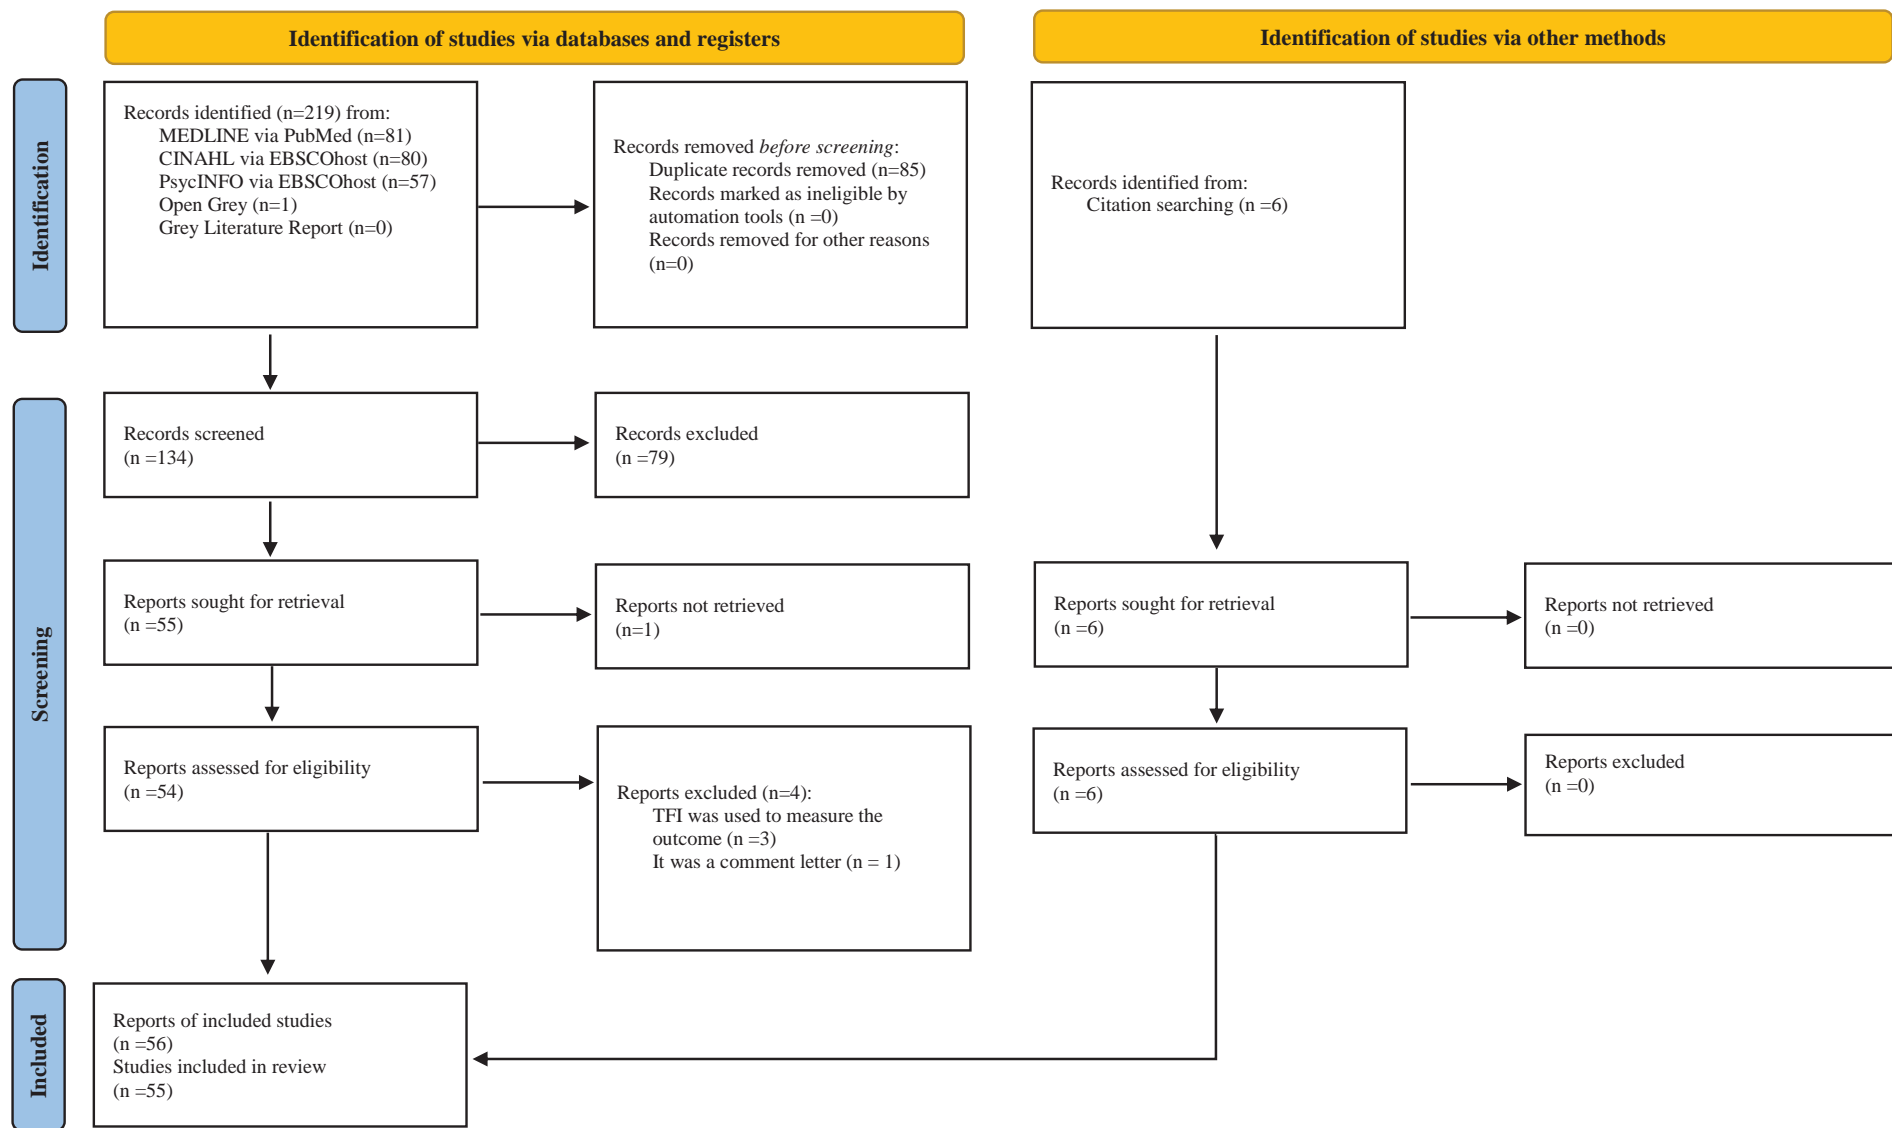 Identification of studies via databases and registers
Identification of studies via other methods
Identification
Records identified (n=219) from:
MEDLINE via PubMed (n=81)
CINAHL via EBSCOhost (n=80)
PsycINFO via EBSCOhost (n=57)
Open Grey (n=1)
Grey Literature Report (n=0)
Records removed before screening:
Duplicate records removed (n=85)
Records marked as ineligible by
automation tools (n =0)
Records removed for other reasons
(n=0)
Records identified from:
Citation searching (n =6)
Screening
Records screened
(n =134)
Records excluded
(n =79)
Reports sought for retrieval
(n =55)
Reports not retrieved
(n=1)
Reports sought for retrieval
(n =6)
Reports not retrieved
(n =0)
Reports assessed for eligibility
(n =54)
Reports excluded (n=4):
TFI was used to measure the
outcome (n =3)
It was a comment letter (n = 1)
Reports assessed for eligibility
(n =6)
Reports excluded
(n =0)
Included
Reports of included studies
(n =56)
Studies included in review
(n =55)